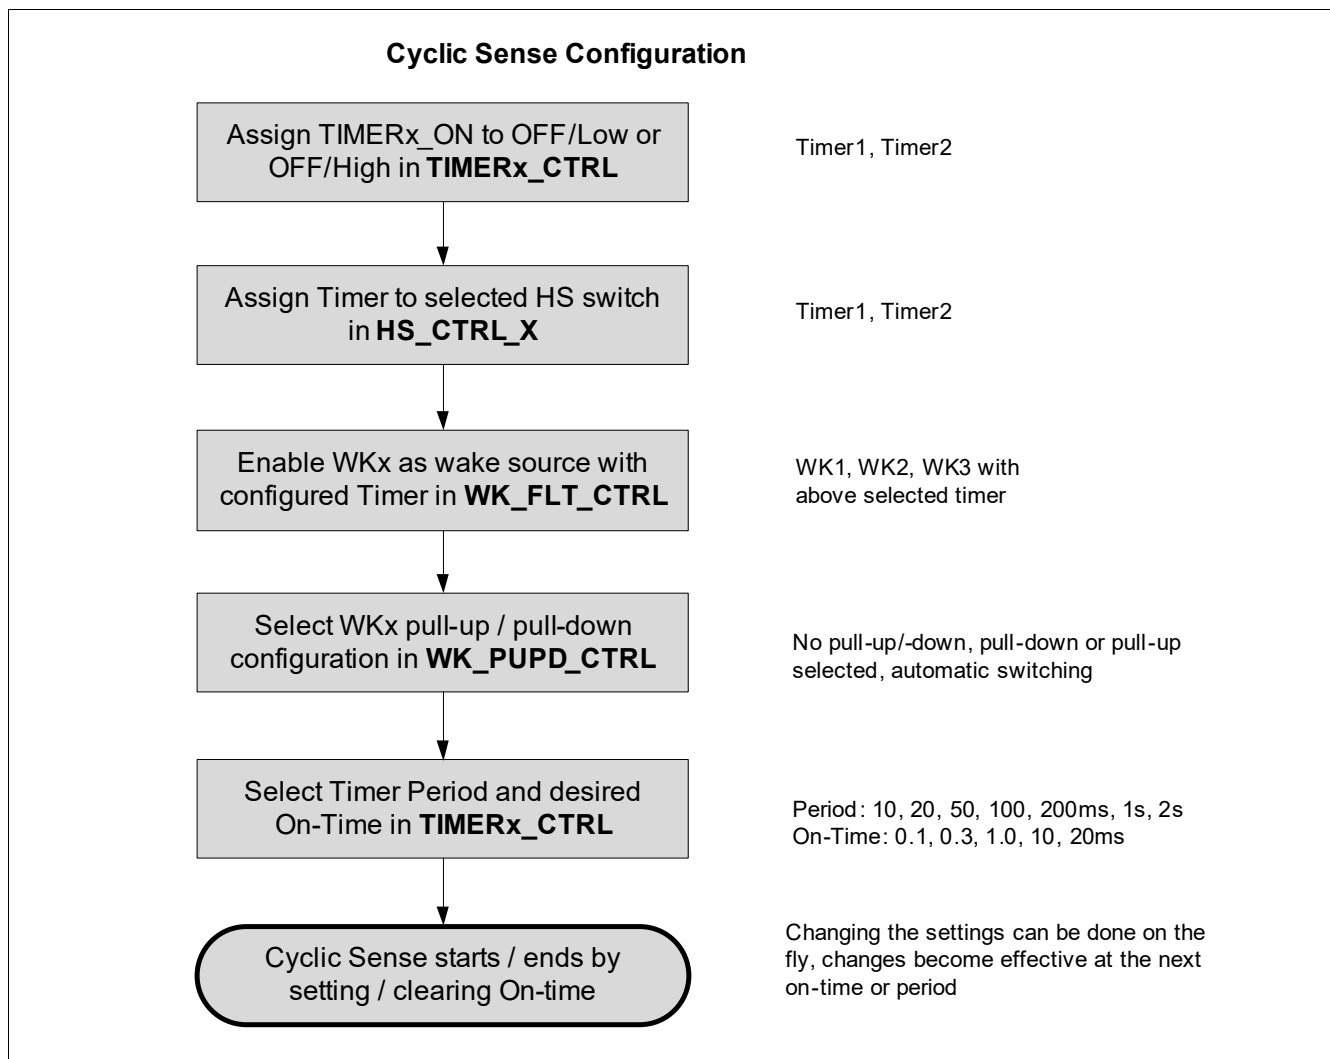 Cyclic Sense Configuration
Assign TIMERx_ON to OFF/Low or
OFF/High in TIMERx_CTRL
Timer1, Timer2
Assign Timer to selected HS switch
in HS_CTRL_X
Timer1, Timer2
Enable WKx as wake source with
configured Timer in WK_FLT_CTRL
WK1, WK2, WK3 with
above selected timer
Select WKx pull-up / pull-down
configuration in WK_PUPD_CTRL
No pull-up/-down, pull-down or pull-up
selected, automatic switching
Select Timer Period and desired
On-Time in TIMERx_CTRL
Period: 10, 20, 50, 100, 200ms, 1s, 2s
On-Time: 0.1, 0.3, 1.0, 10, 20ms
Cyclic Sense starts / ends by
setting / clearing On-time
Changing the settings can be done on the
fly, changes become effective at the next
on-time or period